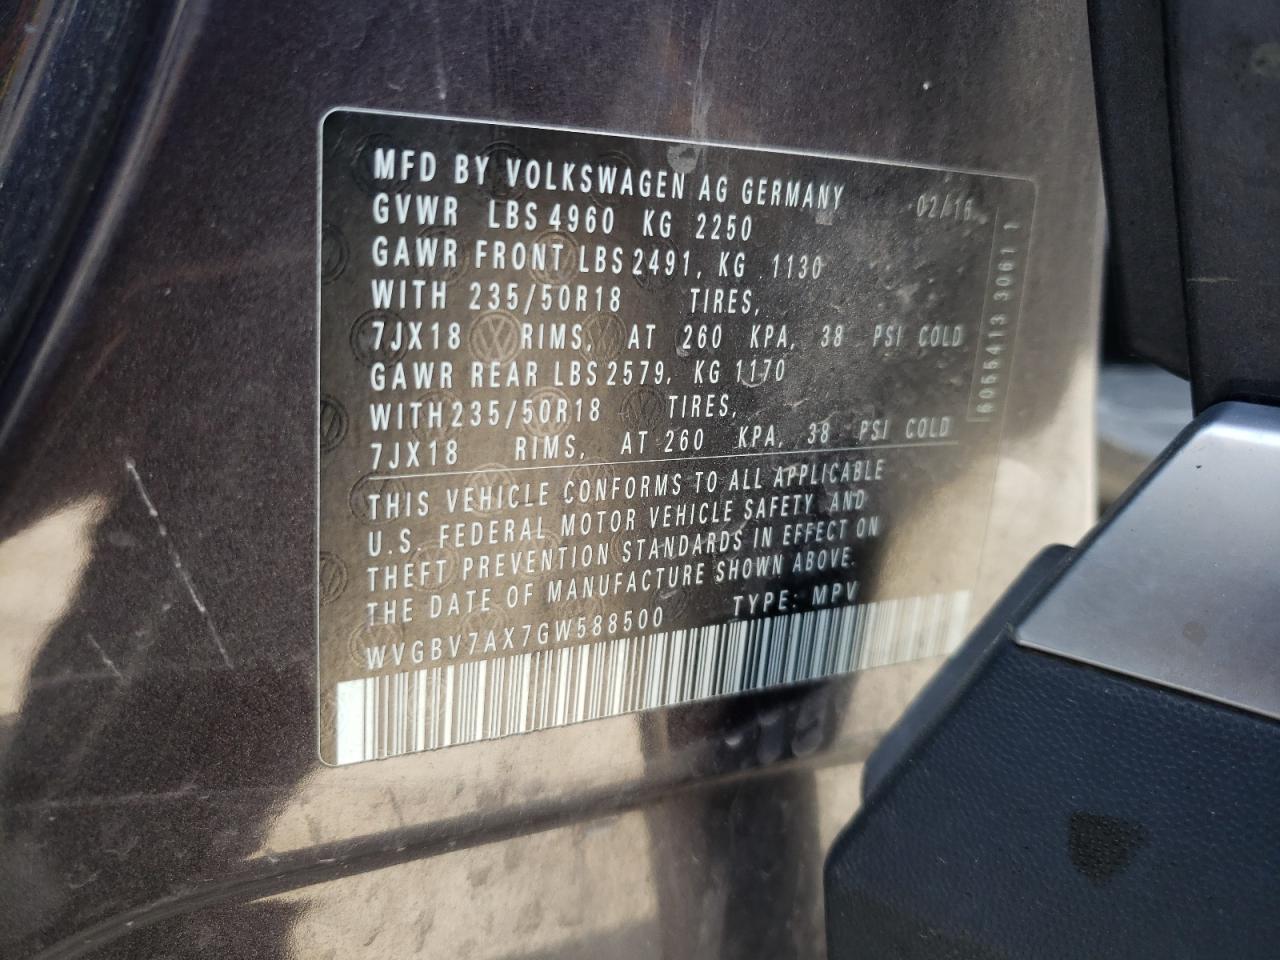 MFD BY VOLKSWAGEN AG GERMANY 02/16
GVWR LBS 4960 KG 2250
GAWR FRONT LBS 2491, KG 1130
WITH 235/50R18 TIRES,
7JX18 RIMS, AT 260 KPA, 38 PSI COLD
GAWR REAR LBS 2579, KG 1170
WITH 235/50R18 TIRES,
7JX18 RIMS, AT 260 KPA, 38 PSI COLD
THIS VEHICLE CONFORMS TO ALL APPLICABLE
U.S. FEDERAL MOTOR VEHICLE SAFETY AND
THEFT PREVENTION STANDARDS IN EFFECT ON
THE DATE OF MANUFACTURE SHOWN ABOVE.
WVGBV7AX7GW588500 TYPE: MPV